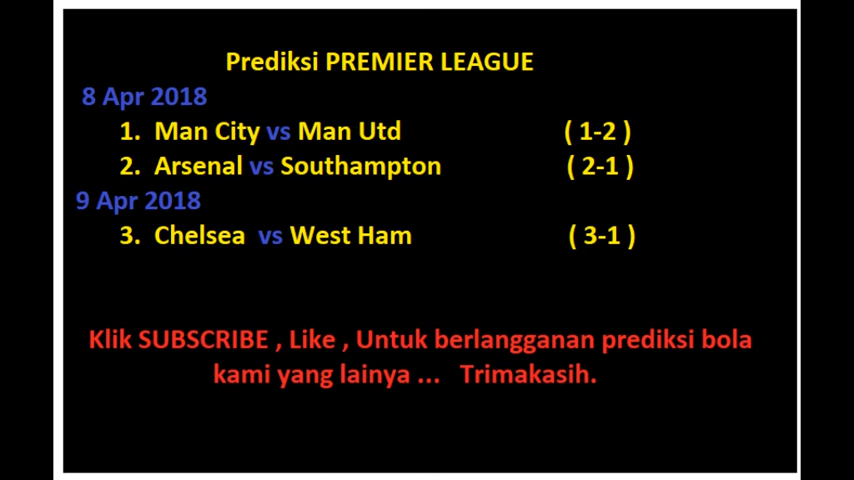 Prediksi PREMIER LEAGUE
8 Apr 2018
1. Man City vs Man Utd ( 1-2 )
2. Arsenal vs Southampton ( 2-1 )
9 Apr 2018
3. Chelsea vs West Ham ( 3-1 )
Klik SUBSCRIBE , Like , Untuk berlangganan prediksi bola
kami yang lainya ... Trimakasih.